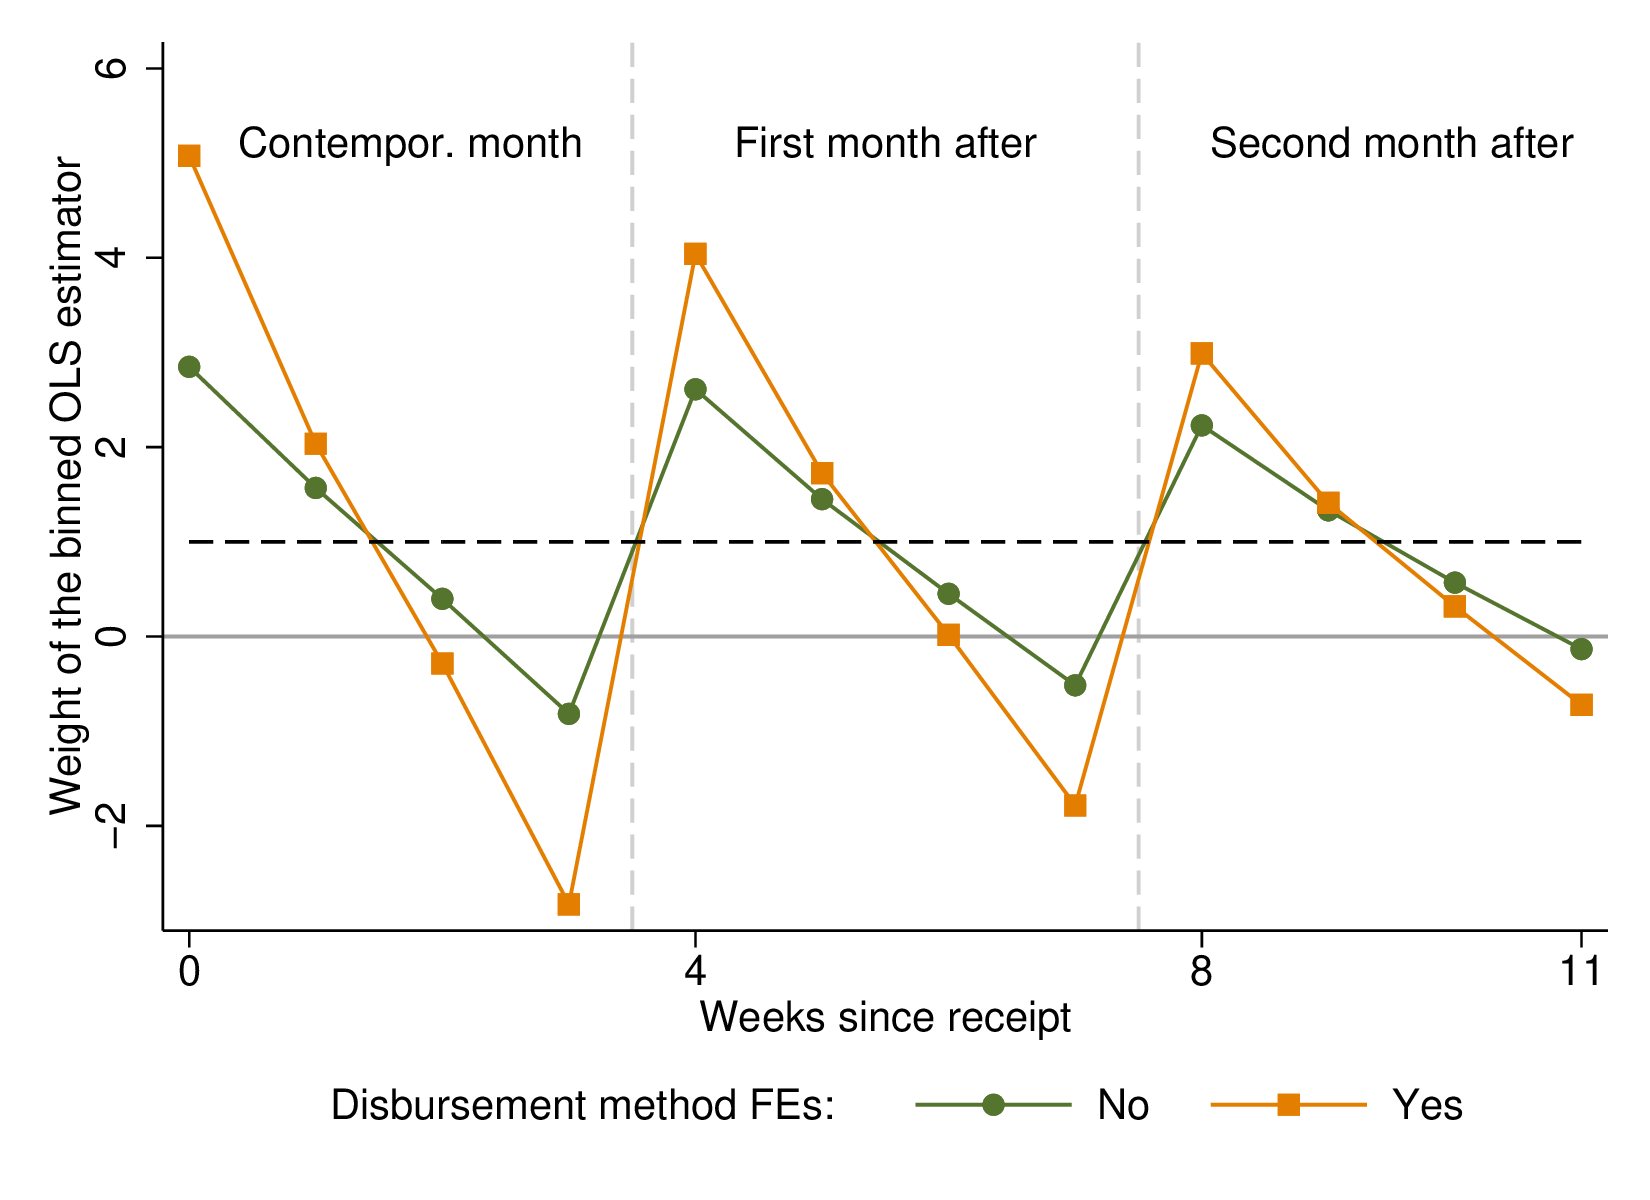 Weight of the binned OLS estimator
6
4
2
0
−2
Contempor. month
First month after
Second month after
0
4
8
11
Weeks since receipt
Disbursement method FEs:
No
Yes